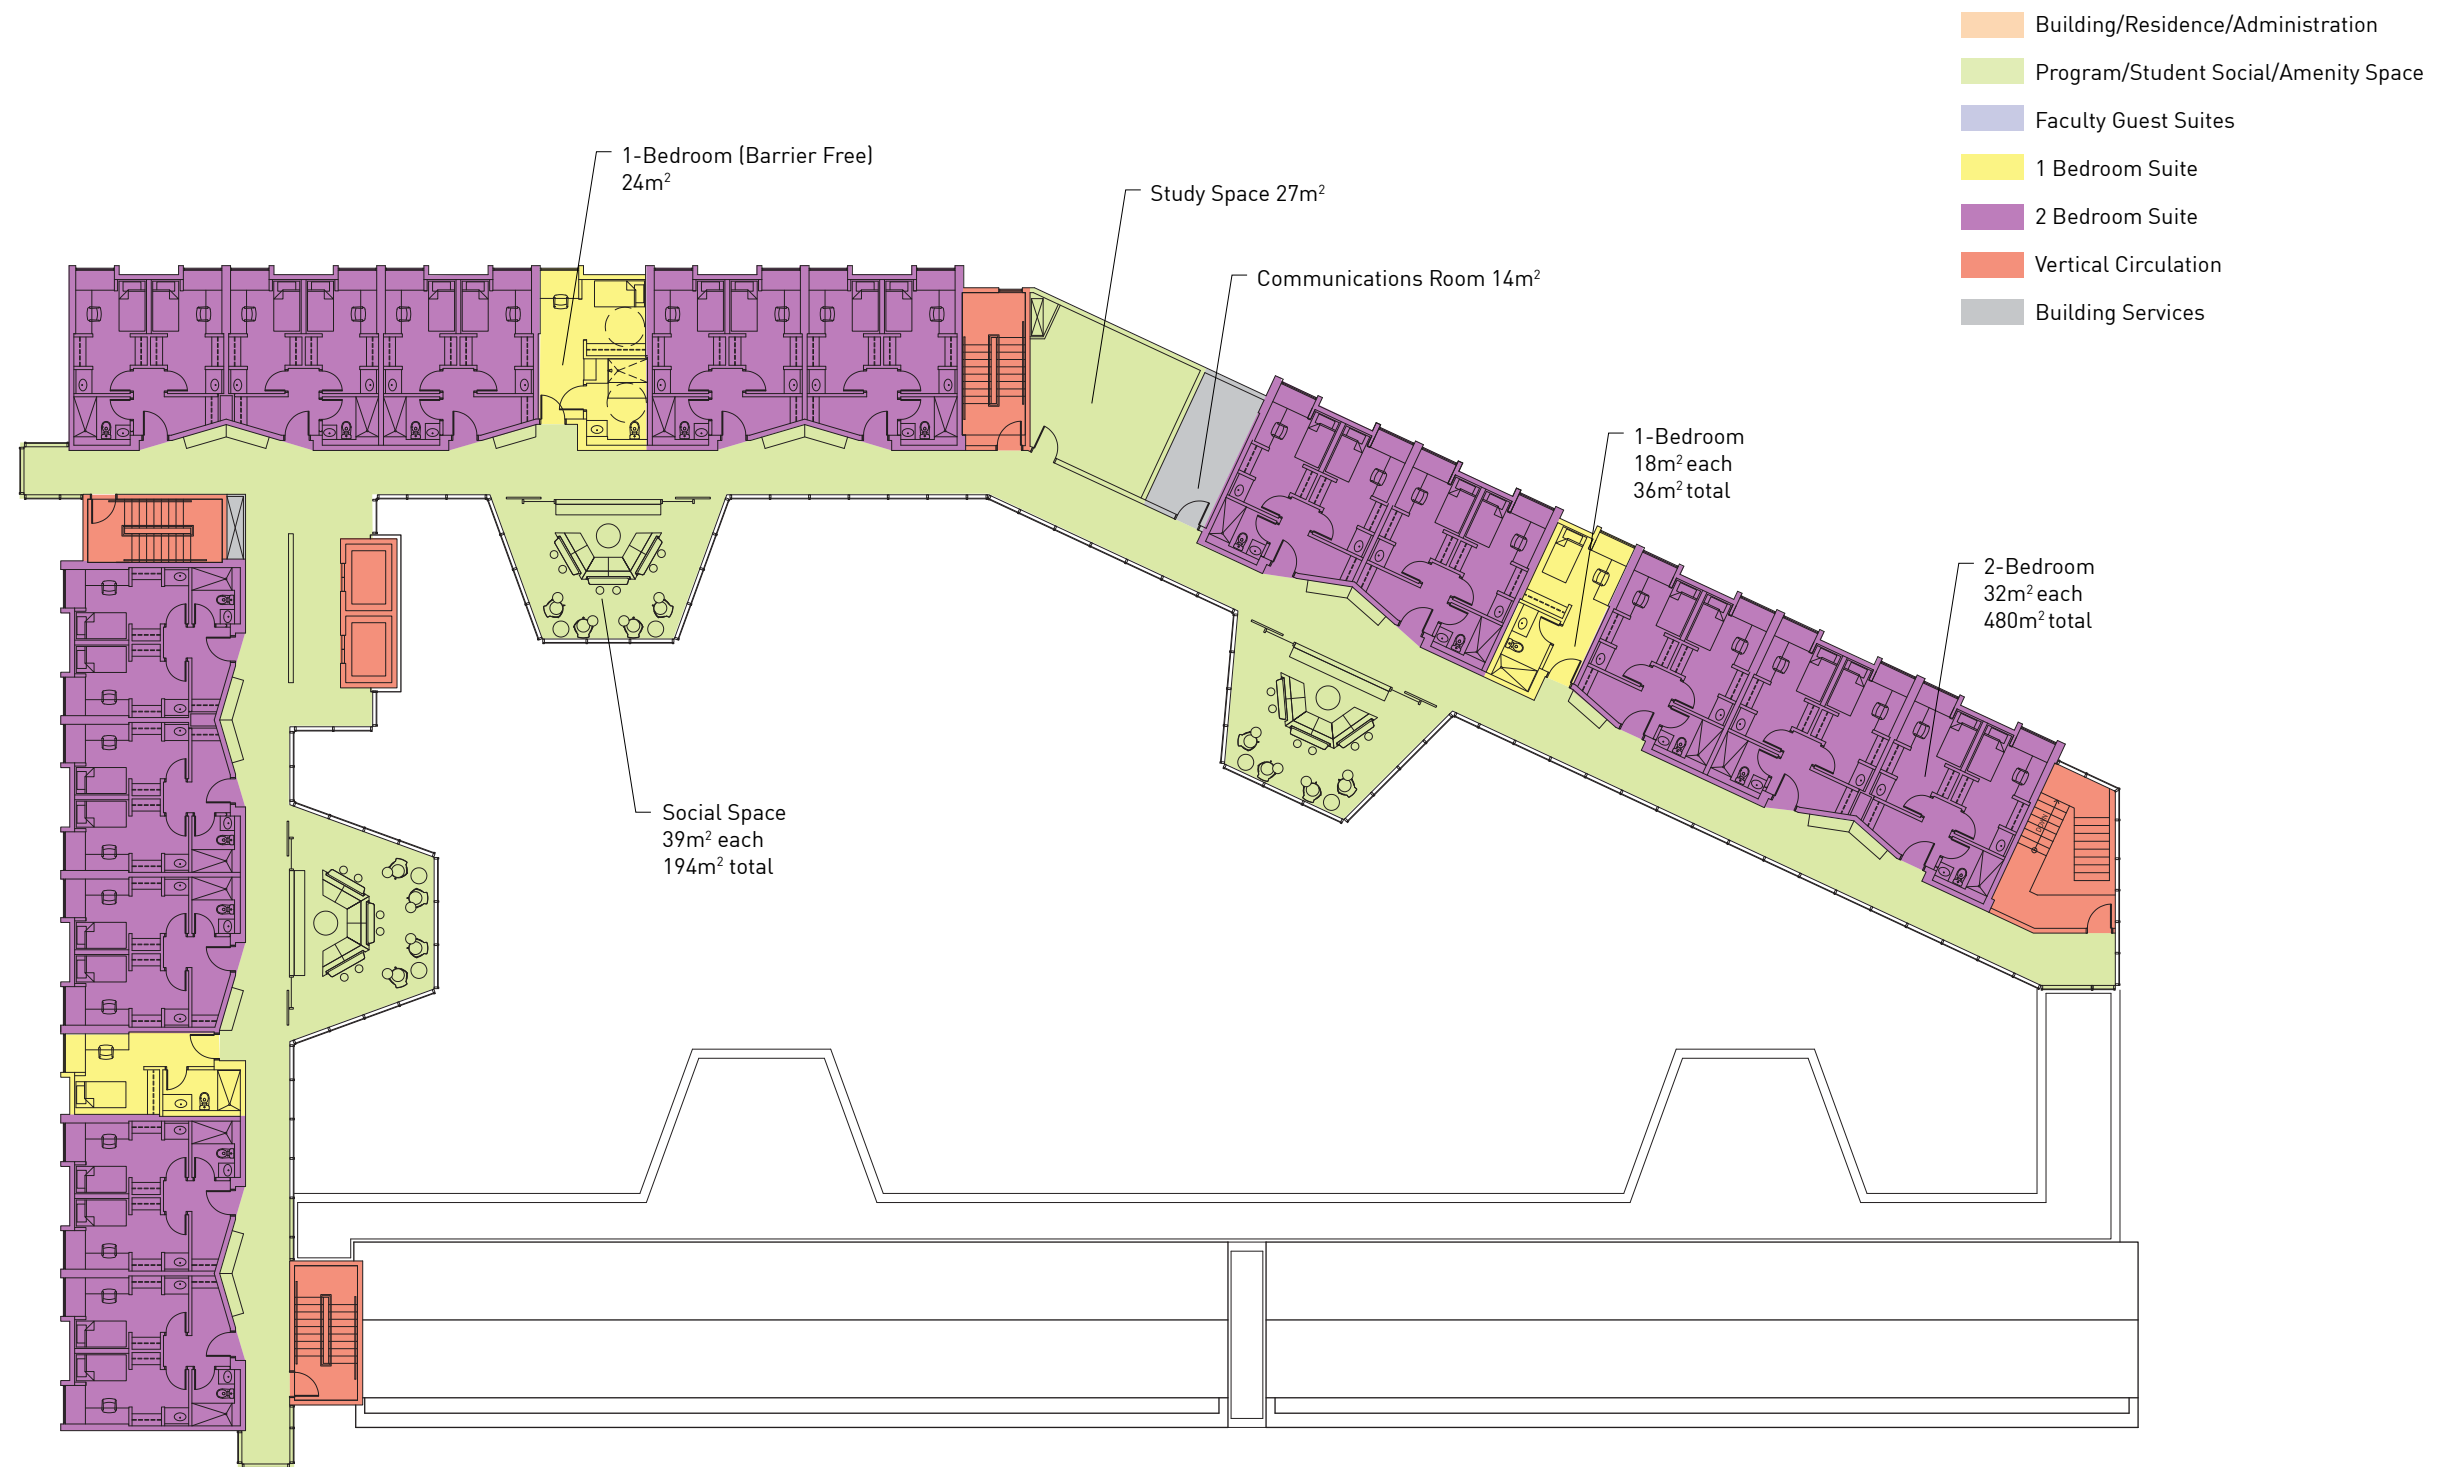 Building/Residence/Administration
Program/Student Social/Amenity Space
Faculty Guest Suites
1 Bedroom Suite
2 Bedroom Suite
Vertical Circulation
Building Services
1-Bedroom (Barrier Free)
24m²
Study Space 27m²
Communications Room 14m²
1-Bedroom
18m² each
36m² total
2-Bedroom
32m² each
480m² total
Social Space
39m² each
194m² total
DOWN